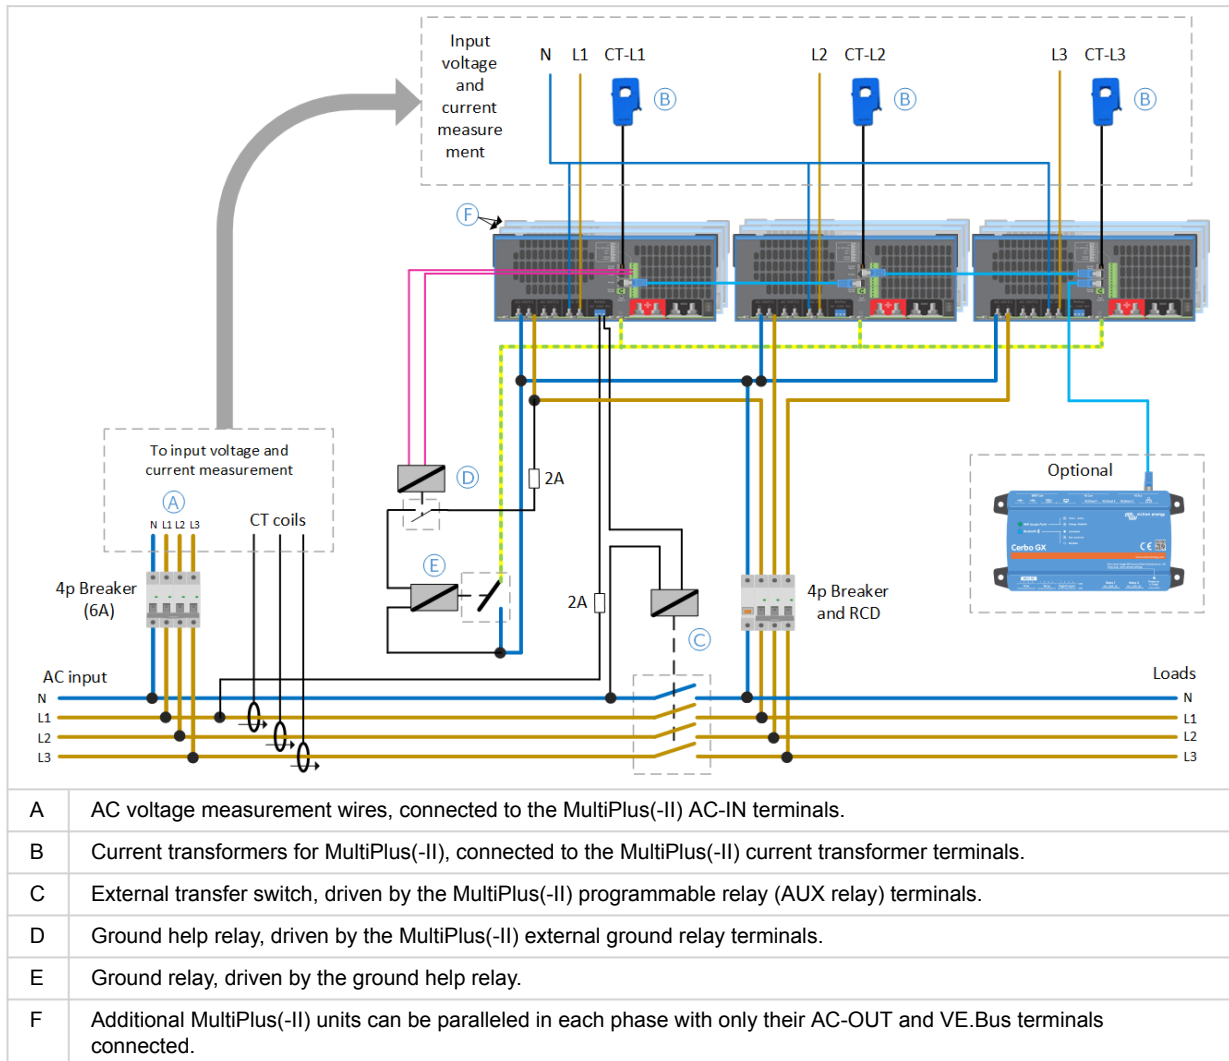 Input
voltage
and
current
measure
ment
N L1 CT-L1
L2 CT-L2
L3 CT-L3
B
B
B
F
To input voltage and
current measurement
A
N L1 L2 L3
CT coils
4p Breaker
(6A)
D
2A
E
2A
C
4p Breaker
and RCD
Optional
victron energy
Cerbo GX
AC input
N
L1
L2
L3
Loads
N
L1
L2
L3
A AC voltage measurement wires, connected to the MultiPlus(-II) AC-IN terminals.
B Current transformers for MultiPlus(-II), connected to the MultiPlus(-II) current transformer terminals.
C External transfer switch, driven by the MultiPlus(-II) programmable relay (AUX relay) terminals.
D Ground help relay, driven by the MultiPlus(-II) external ground relay terminals.
E Ground relay, driven by the ground help relay.
F Additional MultiPlus(-II) units can be paralleled in each phase with only their AC-OUT and VE.Bus terminals
connected.